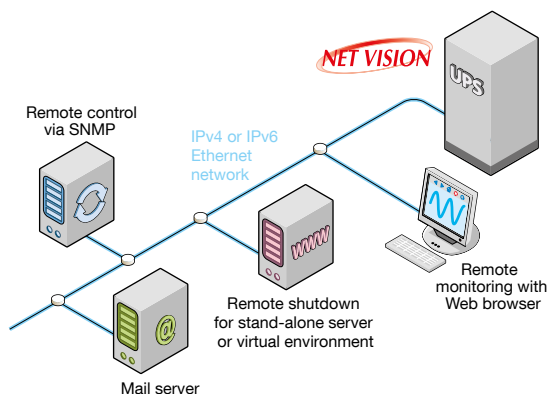 NET VISION
UPS
Remote control
via SNMP
IPv4 or IPv6
Ethernet
network
www
@
Remote
monitoring with
Web browser
Remote shutdown
for stand-alone server
or virtual environment
Mail server